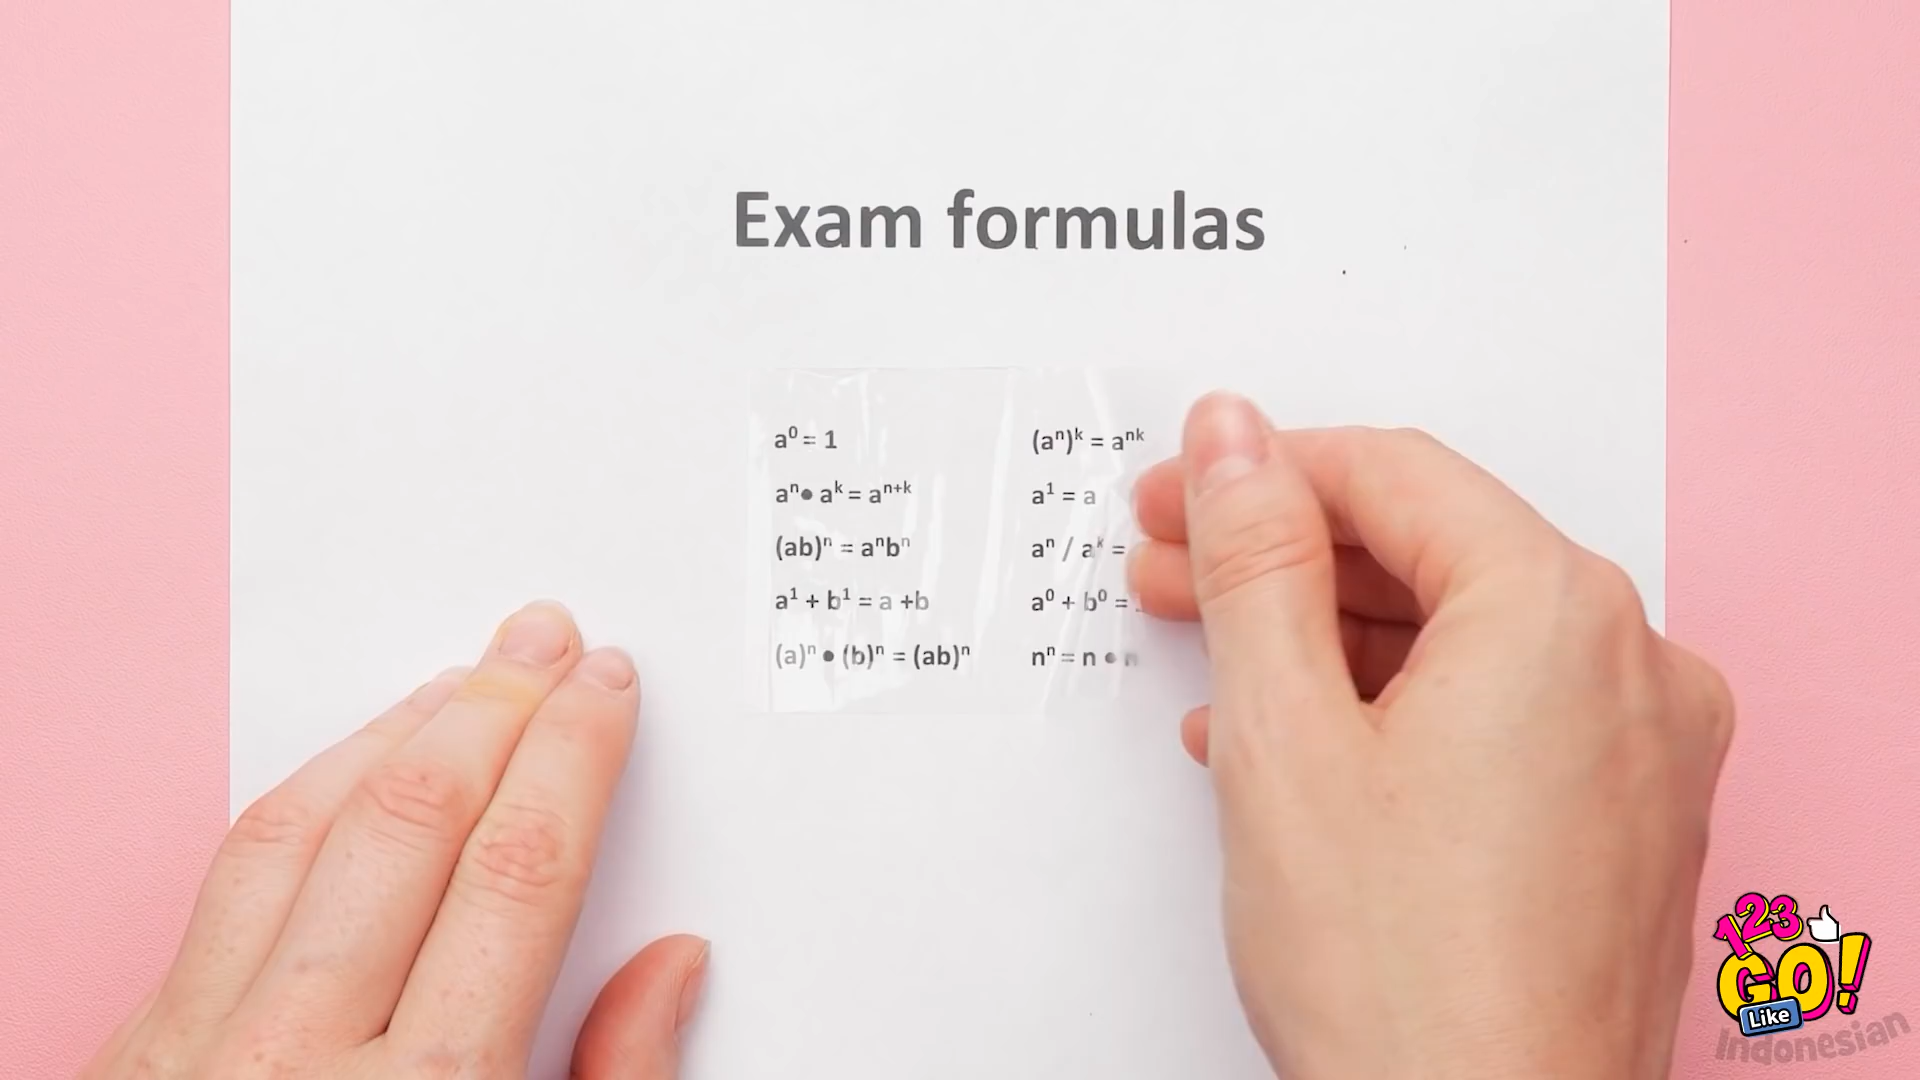 Exam formulas
a⁰ = 1
aⁿ● aᵏ = aⁿ⁺ᵏ
(ab)ⁿ = aⁿbⁿ
a¹ + b¹ = a +b
(a)ⁿ ● (b)ⁿ = (ab)ⁿ
(aⁿ)ᵏ = aⁿᵏ
a¹ = a
aⁿ / aᵏ =
a⁰ + b⁰ =
nⁿ = n ● n
123
GO!
Like
Indonesian